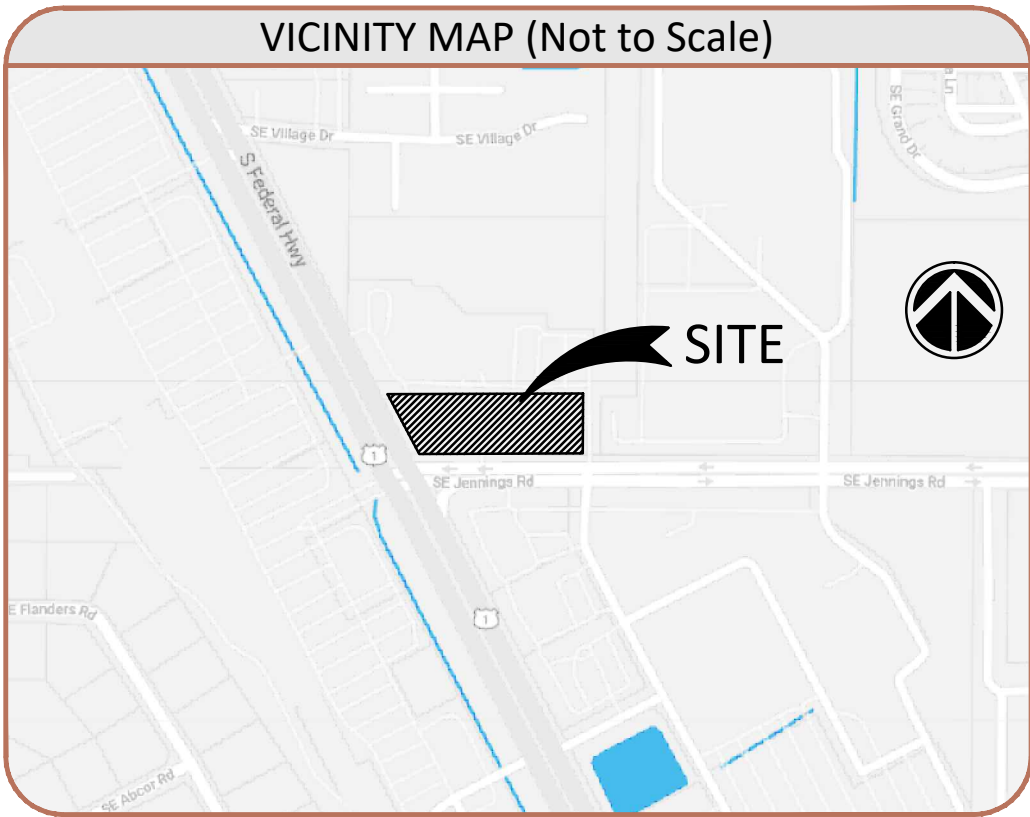 VICINITY MAP (Not to Scale)
SE Village Dr
SE Village Dr
SE Grand Dr
Ln
S Federal Hwy
SITE
1
SE Jennings Rd
SE Jennings Rd
E Flanders Rd
1
SE Abcor Rd